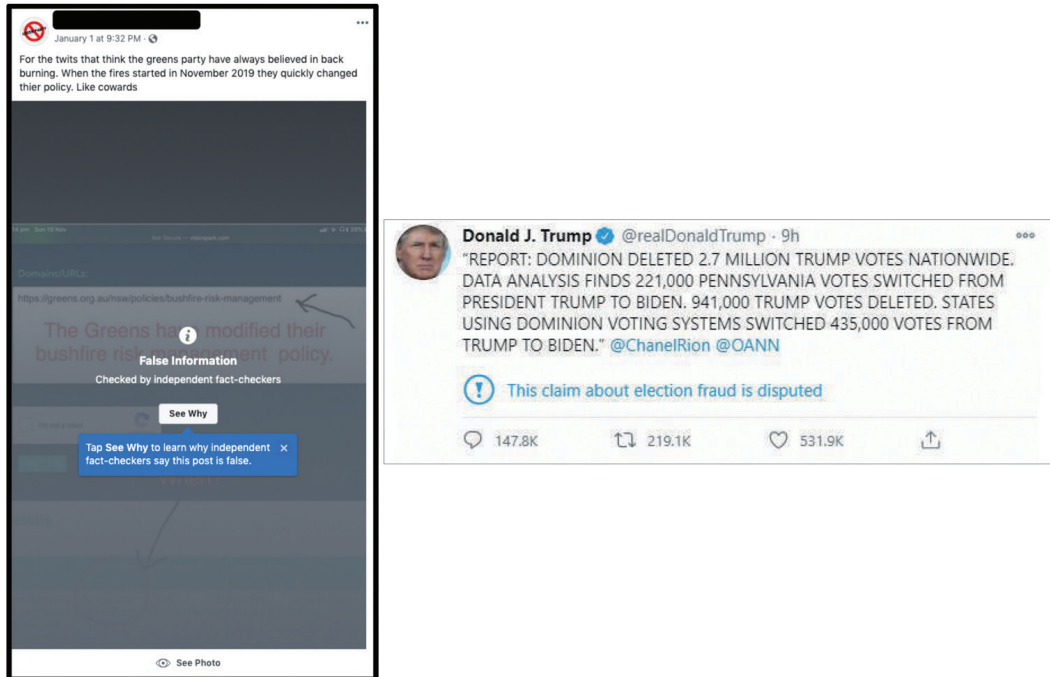 January 1 at 9:32 PM ·
For the twits that think the greens party have always believed in back
burning. When the fires started in November 2019 they quickly changed
thier policy. Like cowards
Sun 10 Nov
Domains/URLs:
https://greens.org.au/nsw/policies/bushfire-risk-management
The Greens have modified their
bushfire risk management policy.
False Information
Checked by independent fact-checkers
See Why
Tap See Why to learn why independent
fact-checkers say this post is false.
See Photo
Donald J. Trump @realDonaldTrump · 9h
"REPORT: DOMINION DELETED 2.7 MILLION TRUMP VOTES NATIONWIDE.
DATA ANALYSIS FINDS 221,000 PENNSYLVANIA VOTES SWITCHED FROM
PRESIDENT TRUMP TO BIDEN. 941,000 TRUMP VOTES DELETED. STATES
USING DOMINION VOTING SYSTEMS SWITCHED 435,000 VOTES FROM
TRUMP TO BIDEN." @ChanelRion @OANN
This claim about election fraud is disputed
147.8K 219.1K 531.9K